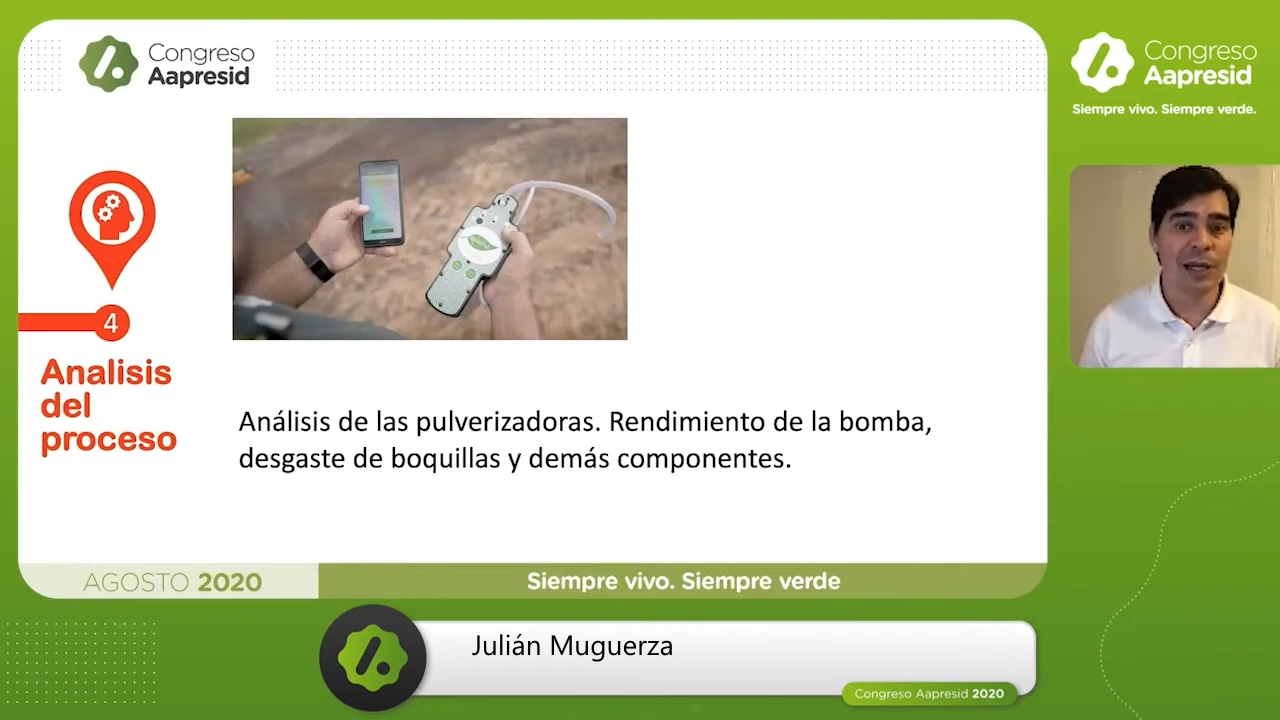 Congreso
Aapresid
Congreso
Aapresid
Siempre vivo. Siempre verde.
4
Analisis
del
proceso
Análisis de las pulverizadoras. Rendimiento de la bomba,
desgaste de boquillas y demás componentes.
AGOSTO 2020
Siempre vivo. Siempre verde
Julián Muguerza
Congreso Aapresid 2020